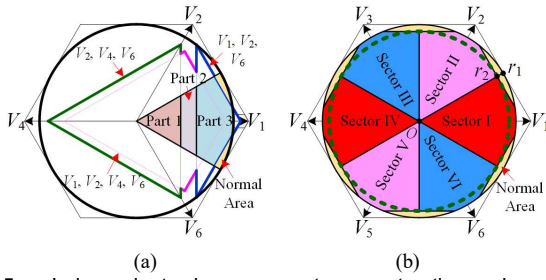 V2
V1, V2, V6
V2, V4, V6
Part 2
V4
Part 1
Part 3
V1
V1, V2, V4, V6
Normal Area
V6
(a)
V3
V2
r2
r1
Sector III
Sector II
V4
Sector IV
O
Sector I
V1
Sector V
Sector VI
Normal Area
V5
V6
(b)